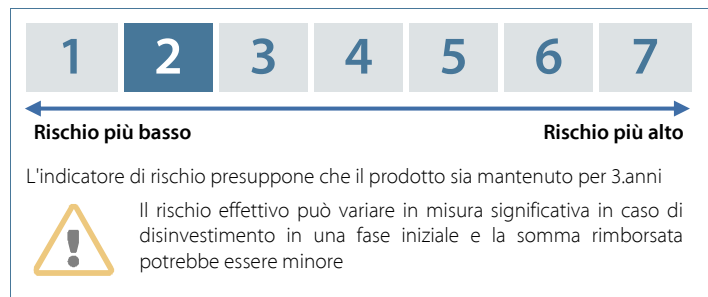 1 2 3 4 5 6 7
Rischio più basso Rischio più alto
L'indicatore di rischio presuppone che il prodotto sia mantenuto per 3.anni
Il rischio effettivo può variare in misura significativa in caso di
disinvestimento in una fase iniziale e la somma rimborsata
potrebbe essere minore